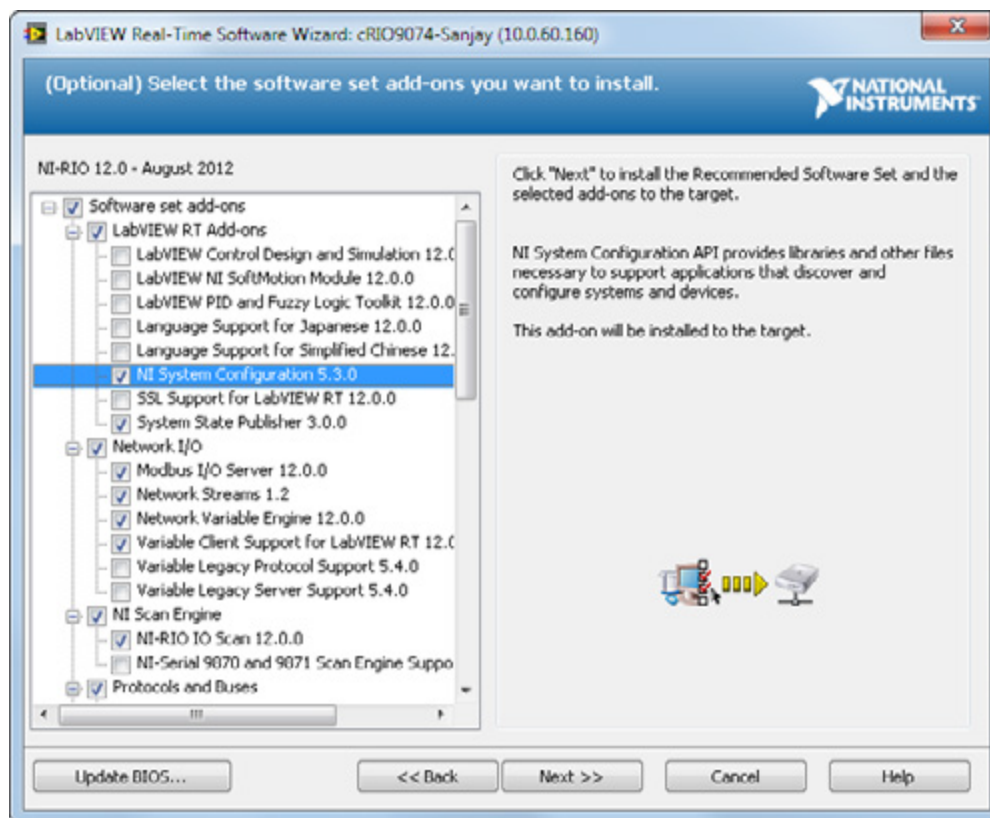 LabVIEW Real-Time Software Wizard: cRIO9074-Sanjay (10.0.60.160)
(Optional) Select the software set add-ons you want to install.
NATIONAL
INSTRUMENTS
NI-RIO 12.0 - August 2012
Software set add-ons
LabVIEW RT Add-ons
LabVIEW Control Design and Simulation 12.0
LabVIEW NI SoftMotion Module 12.0.0
LabVIEW PID and Fuzzy Logic Toolkit 12.0.0
Language Support for Japanese 12.0.0
Language Support for Simplified Chinese 12.
NI System Configuration 5.3.0
SSL Support for LabVIEW RT 12.0.0
System State Publisher 3.0.0
Network I/O
Modbus I/O Server 12.0.0
Network Streams 1.2
Network Variable Engine 12.0.0
Variable Client Support for LabVIEW RT 12.0
Variable Legacy Protocol Support 5.4.0
Variable Legacy Server Support 5.4.0
NI Scan Engine
NI-RIO IO Scan 12.0.0
NI-Serial 9870 and 9871 Scan Engine Suppo
Protocols and Buses
Click "Next" to install the Recommended Software Set and the
selected add-ons to the target.
NI System Configuration API provides libraries and other files
necessary to support applications that discover and
configure systems and devices.
This add-on will be installed to the target.
Update BIOS...
<< Back
Next >>
Cancel
Help